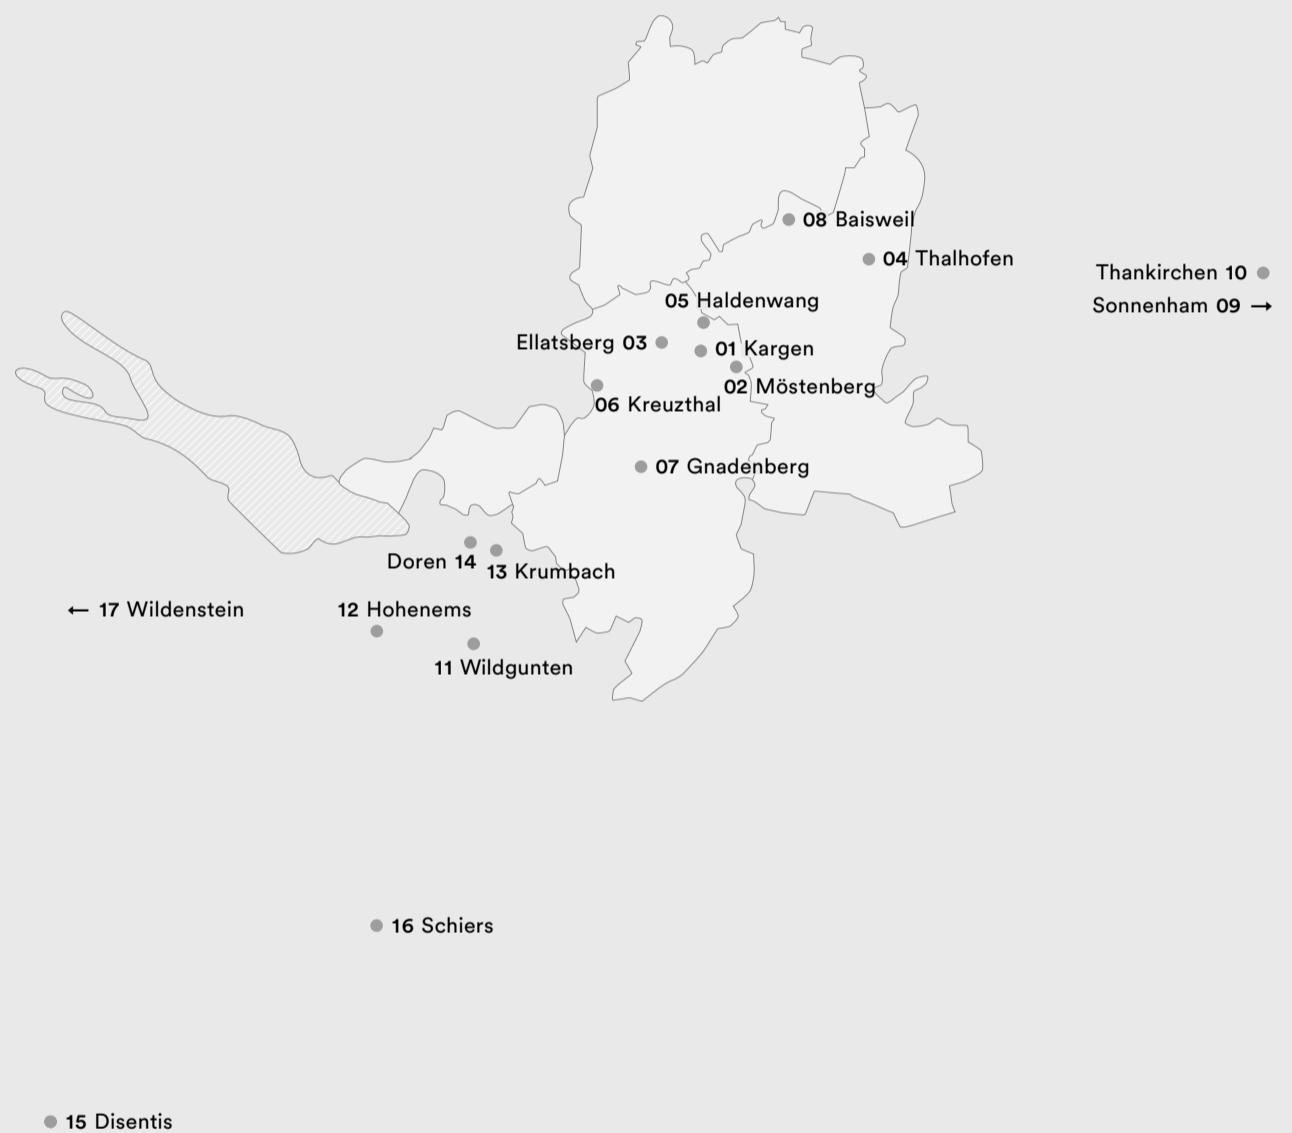 08 Baisweil
04 Thalhofen
Thankirchen 10
05 Haldenwang
Sonnenham 09 →
Ellatsberg 03
01 Kargen
02 Möstenberg
06 Kreuzthal
07 Gnadenberg
Doren 14
13 Krumbach
← 17 Wildenstein
12 Hohenems
11 Wildgunten
16 Schiers
15 Disentis